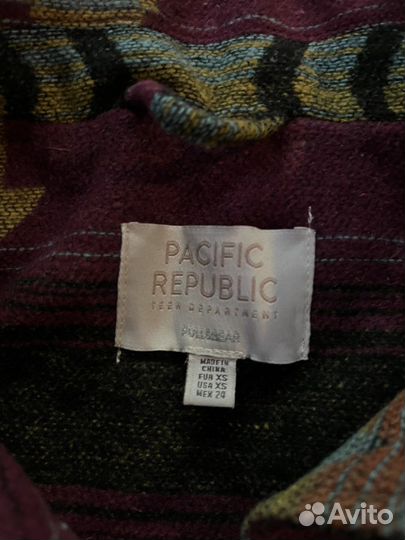 PACIFIC
REPUBLIC
TEEN DEPARTMENT
PULL&BEAR
MADE IN
CHINA
EUR XS
USA XS
MEX 24
Avito